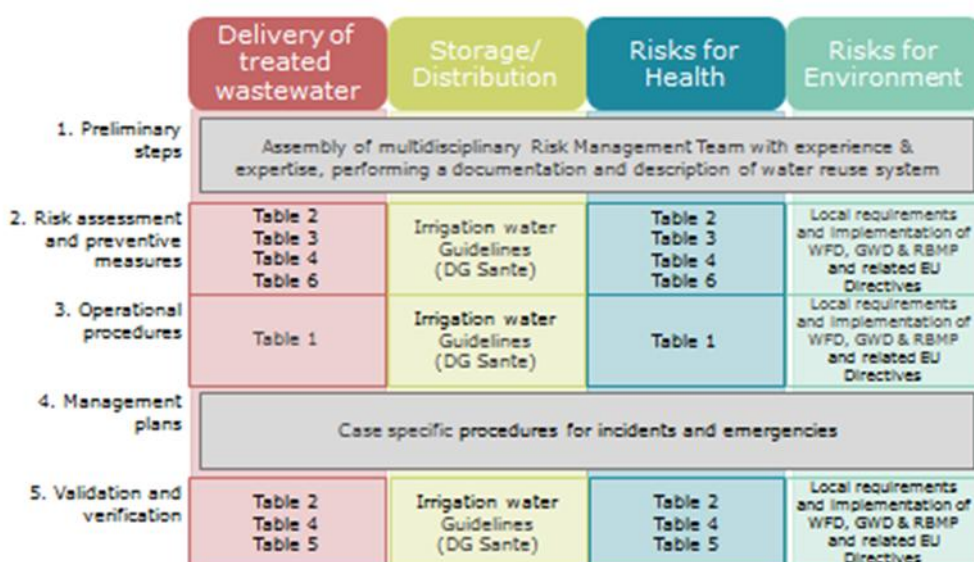 Delivery of
treated
wastewater
Storage/
Distribution
Risks for
Health
Risks for
Environment
1. Preliminary
steps
Assembly of multidisciplinary Risk Management Team with experience &
expertise, performing a documentation and description of water reuse system
2. Risk assessment
and preventive
measures
Table 2
Table 3
Table 4
Table 6
Irrigation water
Guidelines
(DG Sante)
Table 2
Table 3
Table 4
Table 6
Local requirements
and implementation of
WFD, GWD & RBMP
and related EU
Directives
3. Operational
procedures
Table 1
Irrigation water
Guidelines
(DG Sante)
Table 1
Local requirements
and implementation of
WFD, GWD & RBMP
and related EU
Directives
4. Management
plans
Case specific procedures for incidents and emergencies
5. Validation and
verification
Table 2
Table 4
Table 5
Irrigation water
Guidelines
(DG Sante)
Table 2
Table 4
Table 5
Local requirements
and implementation of
WFD, GWD & RBMP
and related EU
Directives